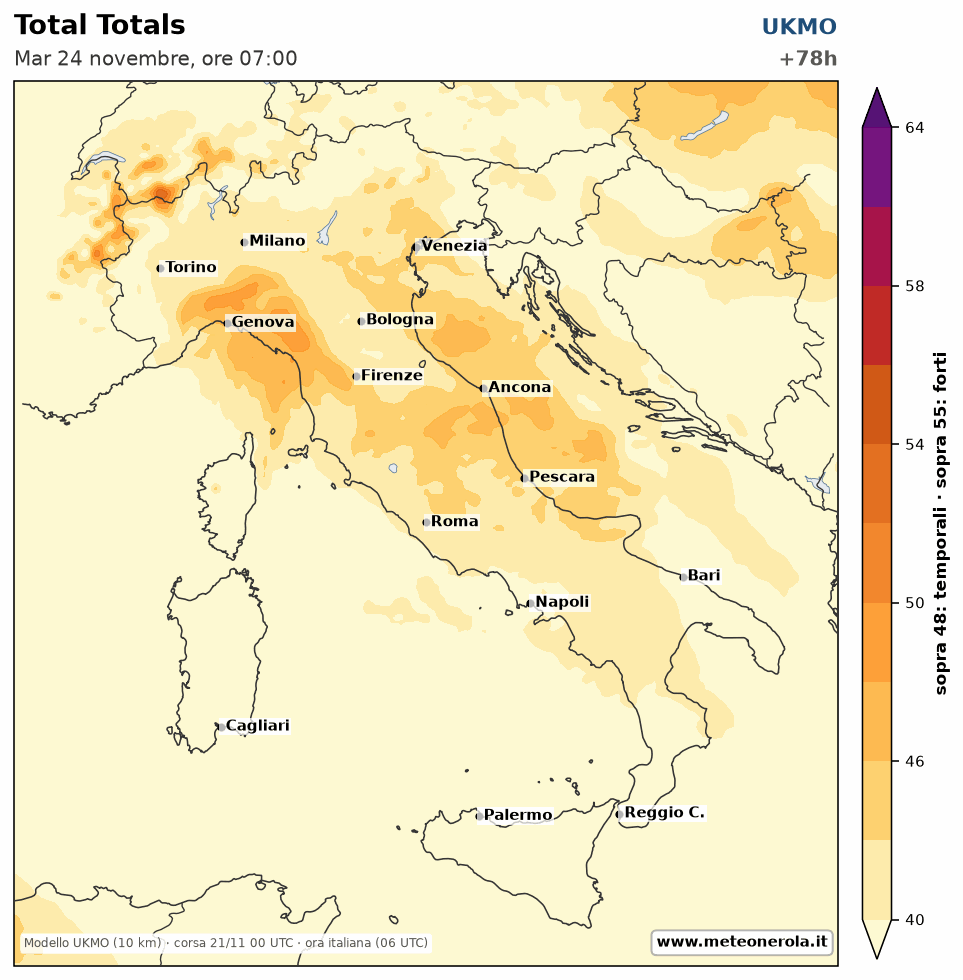 Total Totals
UKMO
Mar 24 novembre, ore 07:00
+78h
64
58
54
50
46
40
sopra 48: temporali · sopra 55: forti
Milano
Venezia
Torino
Genova
Bologna
Firenze
Ancona
Pescara
Roma
Bari
Napoli
Cagliari
Palermo
Reggio C.
Modello UKMO (10 km) · corsa 21/11 00 UTC · ora italiana (06 UTC)
www.meteonerola.it